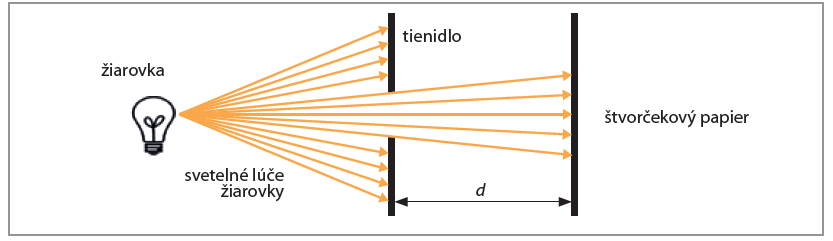 tienidlo
žiarovka
štvorčekový papier
svetelné lúče
žiarovky
d